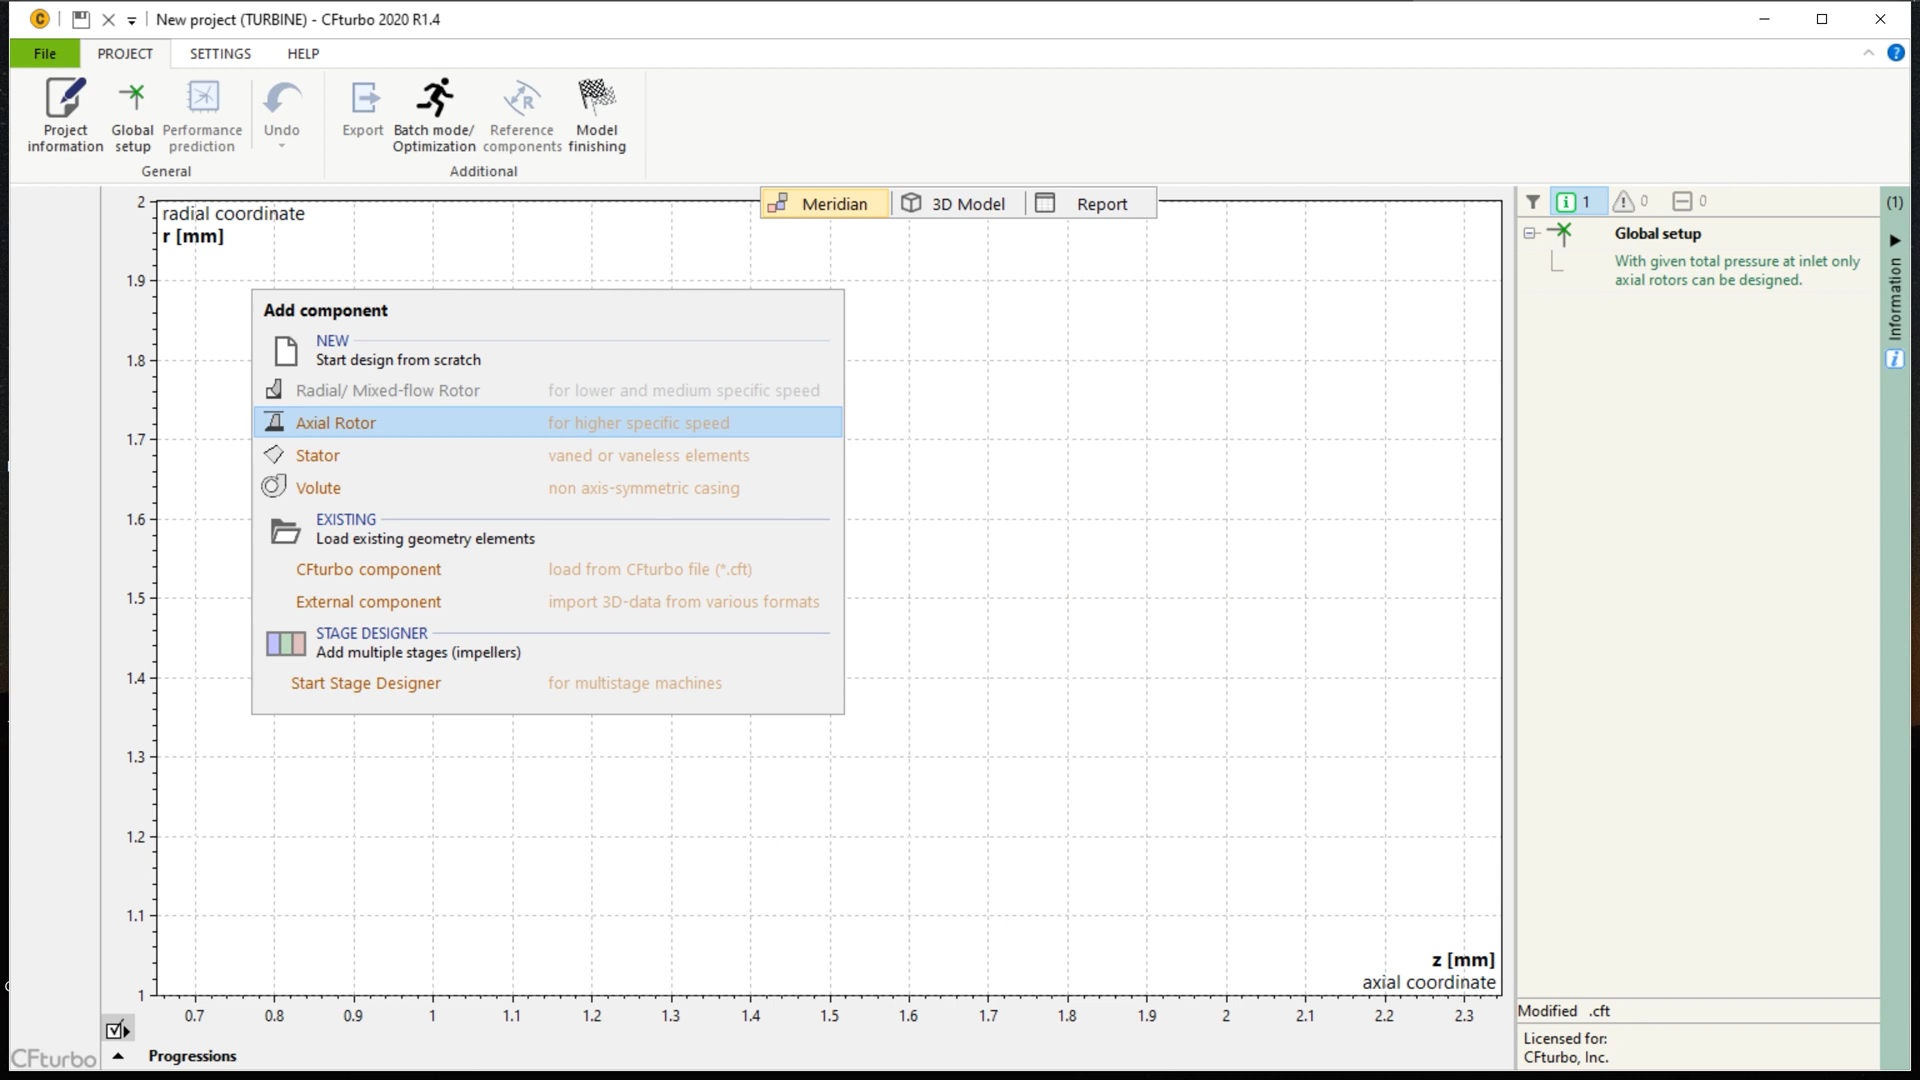 New project (TURBINE) - CFturbo 2020 R1.4
File PROJECT SETTINGS HELP
Project information
Global setup
Performance prediction
Undo
Export
Batch mode/ Optimization
Reference components
Model finishing
General
Additional
Meridian 3D Model Report
radial coordinate
r [mm]
2
1.9
1.8
1.7
1.6
1.5
1.4
1.3
1.2
1.1
1
Add component
NEW
Start design from scratch
Radial/ Mixed-flow Rotor for lower and medium specific speed
Axial Rotor for higher specific speed
Stator vaned or vaneless elements
Volute non axis-symmetric casing
EXISTING
Load existing geometry elements
CFturbo component load from CFturbo file (*.cft)
External component import 3D-data from various formats
STAGE DESIGNER
Add multiple stages (impellers)
Start Stage Designer for multistage machines
z [mm]
axial coordinate
0.7 0.8 0.9 1 1.1 1.2 1.3 1.4 1.5 1.6 1.7 1.8 1.9 2 2.1 2.2 2.3
CFturbo
Progressions
1 0 0
Global setup
With given total pressure at inlet only
axial rotors can be designed.
(1)
Information
Modified .cft
Licensed for:
CFturbo, Inc.